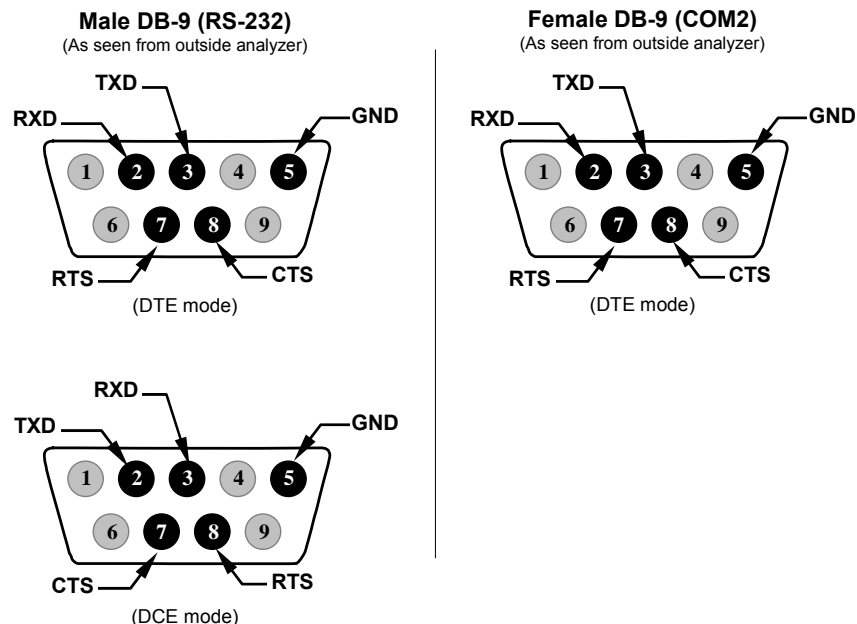 Male DB-9 (RS-232)
(As seen from outside analyzer)
TXD
RXD
GND
1 2 3 4 5
6 7 8 9
RTS
CTS
(DTE mode)
RXD
TXD
GND
1 2 3 4 5
6 7 8 9
CTS
RTS
(DCE mode)
Female DB-9 (COM2)
(As seen from outside analyzer)
TXD
RXD
GND
1 2 3 4 5
6 7 8 9
RTS
CTS
(DTE mode)